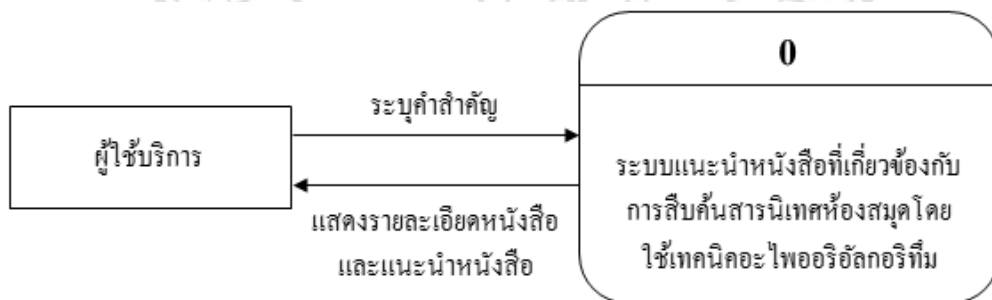 0
ระบุคำสำคัญ
ผู้ใช้บริการ
แสดงรายละเอียดหนังสือ
และแนะนำหนังสือ
ระบบแนะนำหนังสือที่เกี่ยวข้องกับ
การสืบค้นสารนิเทศห้องสมุดโดย
ใช้เทคนิคอะไพออริอัลกอริทึ่ม